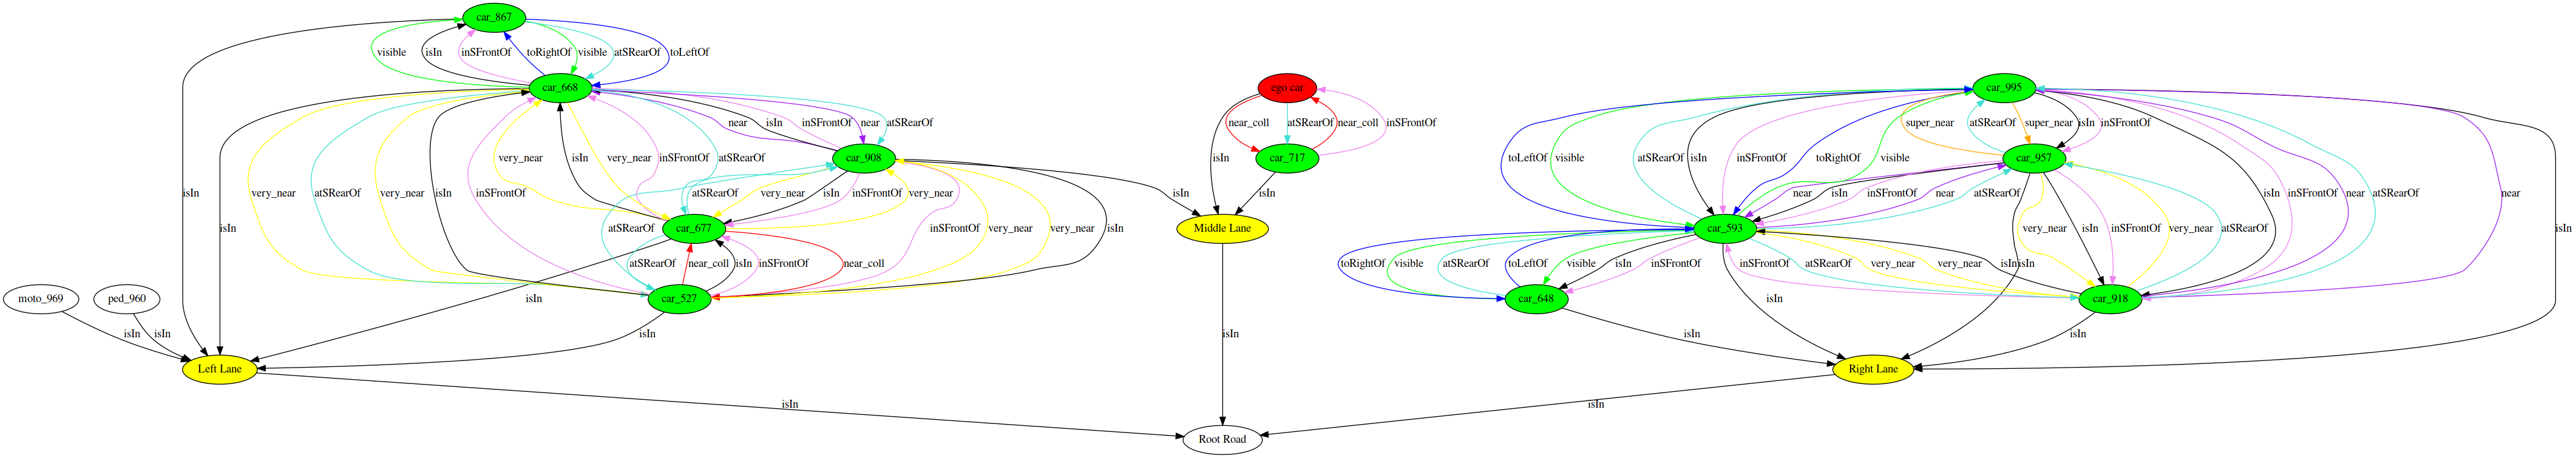 car_867
visible isIn inSFrontOf toRightOf visible atSRearOf toLeftOf
car_668 ego car car_995
near isIn inSFrontOf near atSRearOf near_coll atSRearOf near_coll inSFrontOf super_near super_near isIn inSFrontOf
very_near isIn very_near inSFrontOf atSRearOf car_908 isIn car_717 toLeftOf visible atSRearOf isIn inSFrontOf toRightOf visible atSRearOf car_957
isIn very_near atSRearOf very_near isIn inSFrontOf atSRearOf very_near isIn inSFrontOf very_near isIn isIn near isIn inSFrontOf atSRearOf isIn inSFrontOf near atSRearOf near
isIn car_677 atSRearOf inSFrontOf very_near very_near isIn Middle Lane car_593 very_near isIn inSFrontOf very_near atSRearOf isIn
atSRearOf near_coll isIn inSFrontOf near_coll toRightOf visible atSRearOf toLeftOf visible isIn inSFrontOf inSFrontOf atSRearOf very_near very_near isIn isIn
moto_969 ped_960 isIn car_527 car_648 isIn car_918
isIn isIn isIn isIn isIn isIn
Left Lane Right Lane
isIn isIn
Root Road